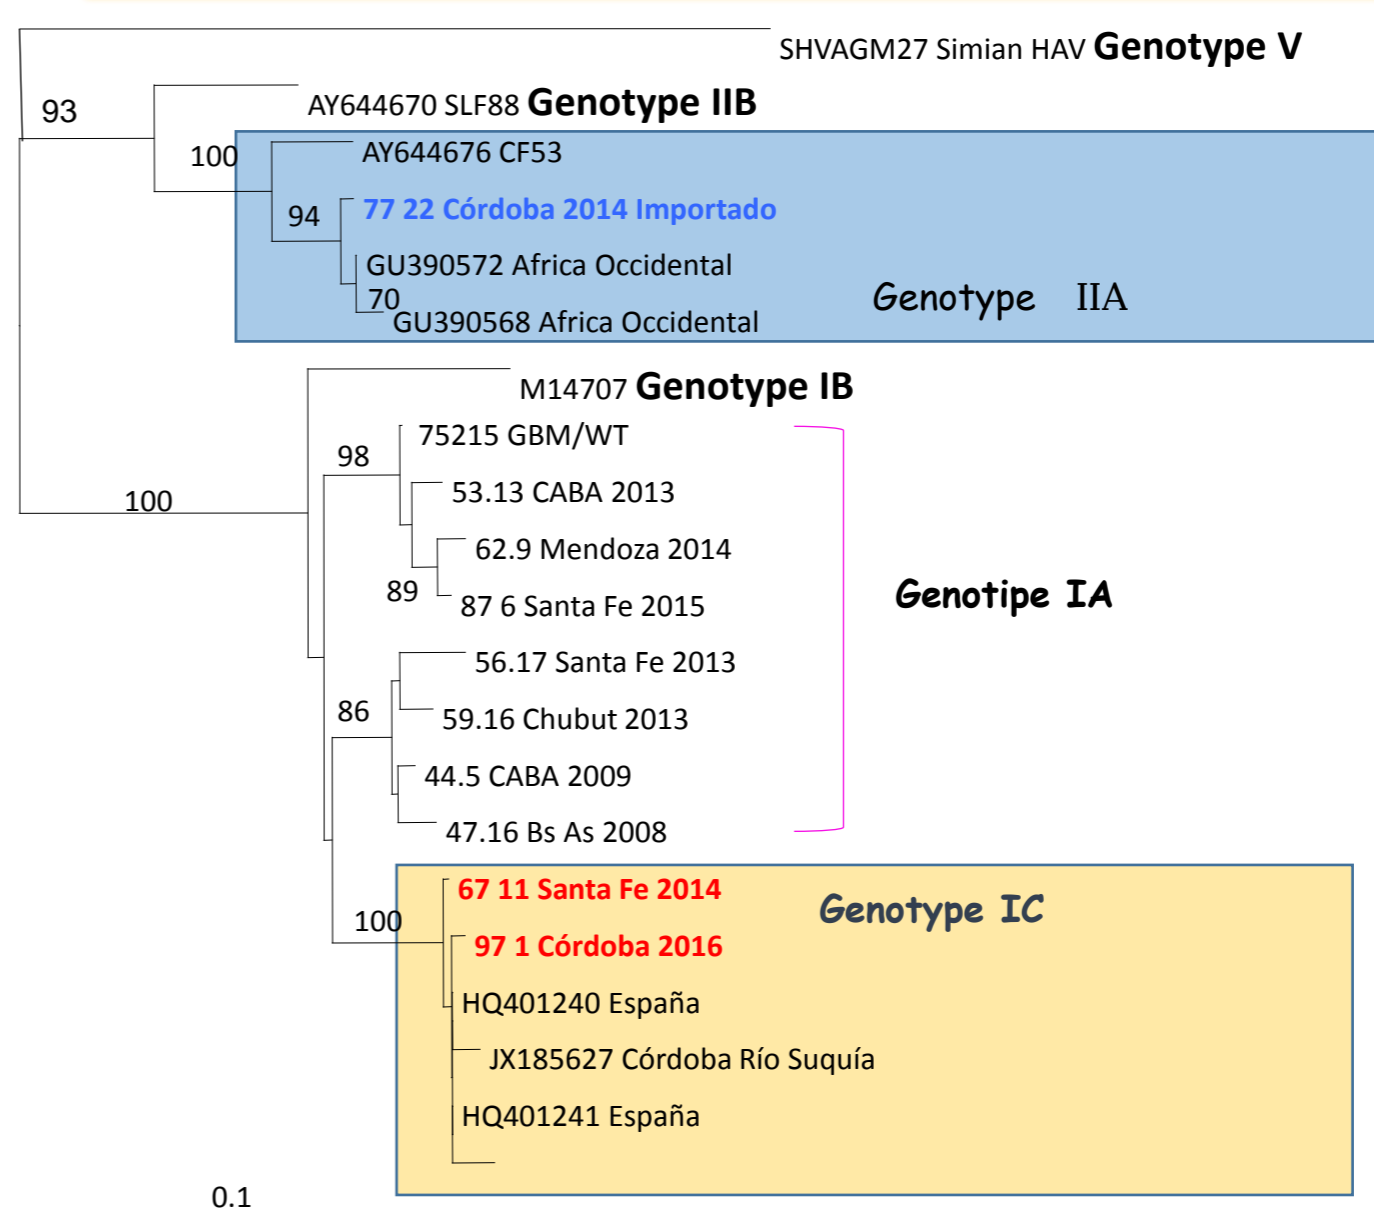 SHVAGM27 Simian HAV Genotype V
93
AY644670 SLF88 Genotype IIB
100
AY644676 CF53
77 22 Córdoba 2014 Importado
94
GU390572 Africa Occidental
70
Genotype IIA
GU390568 Africa Occidental
M14707 Genotype IB
75215 GBM/WT
98
53.13 CABA 2013
100
62.9 Mendoza 2014
89
Genotipe IA
87 6 Santa Fe 2015
56.17 Santa Fe 2013
86
59.16 Chubut 2013
44.5 CABA 2009
47.16 Bs As 2008
67 11 Santa Fe 2014
Genotype IC
100
97 1 Córdoba 2016
HQ401240 España
JX185627 Córdoba Río Suquía
HQ401241 España
0.1